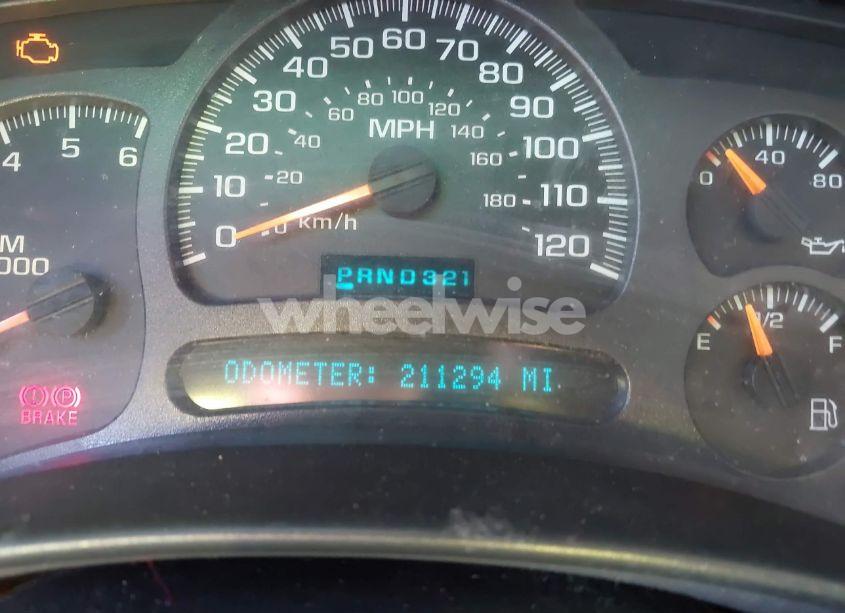 50 60 70
40 80
30 90
20 100
10 110
0 120
60 80 100 120
40 140
20 160
0 180
MPH
km/h
4 5 6
M
000
0 40 80
PRND321
wheelwise
E 1/2 F
ODOMETER: 211294 MI
BRAKE